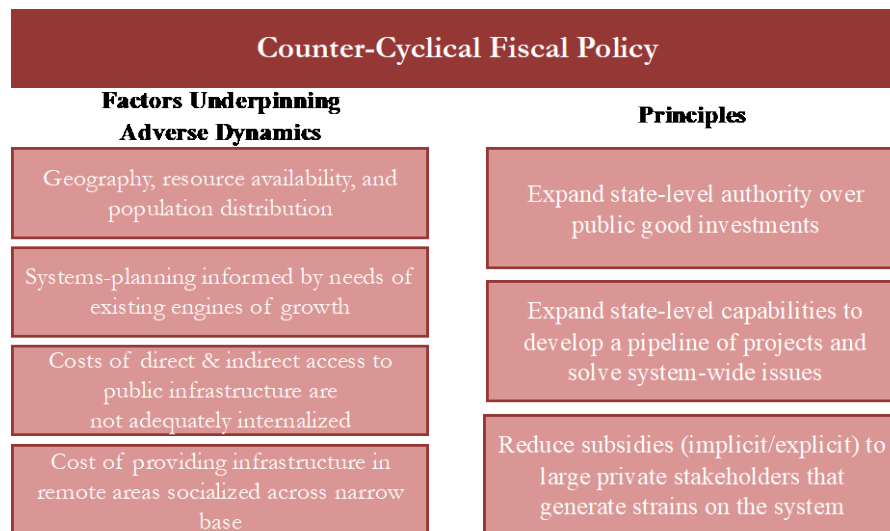 Counter-Cyclical Fiscal Policy
Factors Underpinning
Adverse Dynamics
Geography, resource availability, and
population distribution
Systems-planning informed by needs of
existing engines of growth
Costs of direct & indirect access to
public infrastructure are
not adequately internalized
Cost of providing infrastructure in
remote areas socialized across narrow
base
Principles
Expand state-level authority over
public good investments
Expand state-level capabilities to
develop a pipeline of projects and
solve system-wide issues
Reduce subsidies (implicit/explicit) to
large private stakeholders that
generate strains on the system